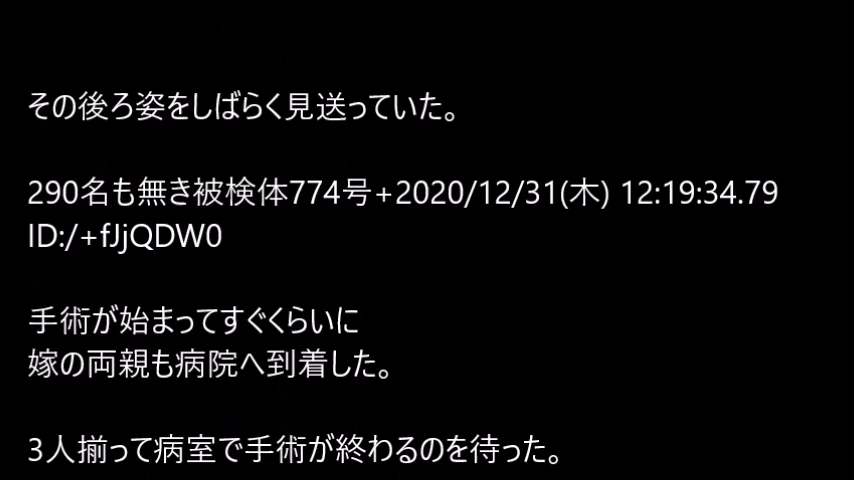 その後ろ姿をしばらく見送っていた。
290名も無き被検体774号+2020/12/31(木) 12:19:34.79
ID:/+fJjQDW0
手術が始まってすぐくらいに
嫁の両親も病院へ到着した。
3人揃って病室で手術が終わるのを待った。